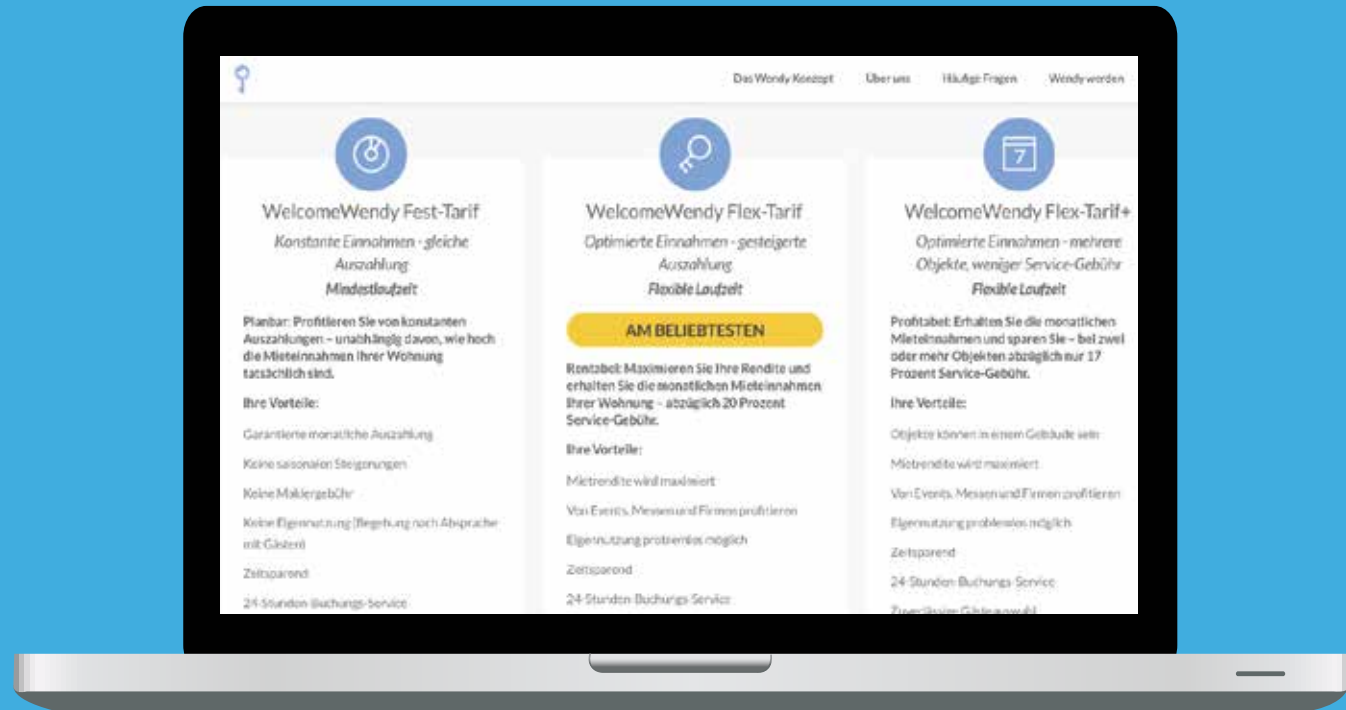 Das Wendy Konzept Über uns Häufige Fragen Wendy werden
7
WelcomeWendy Fest-Tarif
Konstante Einnahmen - gleiche
Auszahlung
Mindestlaufzeit
Planbar: Profitieren Sie von konstanten
Auszahlungen – unabhängig davon, wie hoch
die Mieteinnahmen Ihrer Wohnung
tatsächlich sind.
Ihre Vorteile:
Garantierte monatliche Auszahlung
Keine saisonalen Steigerungen
Keine Maklergebühr
Keine Eigennutzung (Begehung nach Absprache
mit Gästen)
Zeitsparend
24-Stunden-Buchungs-Service
WelcomeWendy Flex-Tarif
Optimierte Einnahmen - gesteigerte
Auszahlung
Flexible Laufzeit
AM BELIEBTESTEN
Rentabel: Maximieren Sie Ihre Rendite und
erhalten Sie die monatlichen Mieteinnahmen
Ihrer Wohnung – abzüglich 20 Prozent
Service-Gebühr.
Ihre Vorteile:
Mietrendite wird maximiert
Von Events, Messen und Firmen profitieren
Eigennutzung problemlos möglich
Zeitsparend
24-Stunden-Buchungs-Service
WelcomeWendy Flex-Tarif+
Optimierte Einnahmen - mehrere
Objekte, weniger Service-Gebühr
Flexible Laufzeit
Profitabel: Erhalten Sie die monatlichen
Mieteinnahmen und sparen Sie – bei zwei
oder mehr Objekten abzüglich nur 17
Prozent Service-Gebühr.
Ihre Vorteile:
Objekte können in einem Gebäude sein
Mietrendite wird maximiert
Von Events, Messen und Firmen profitieren
Eigennutzung problemlos möglich
Zeitsparend
24-Stunden-Buchungs-Service
Zuverlässige Gästeauswahl